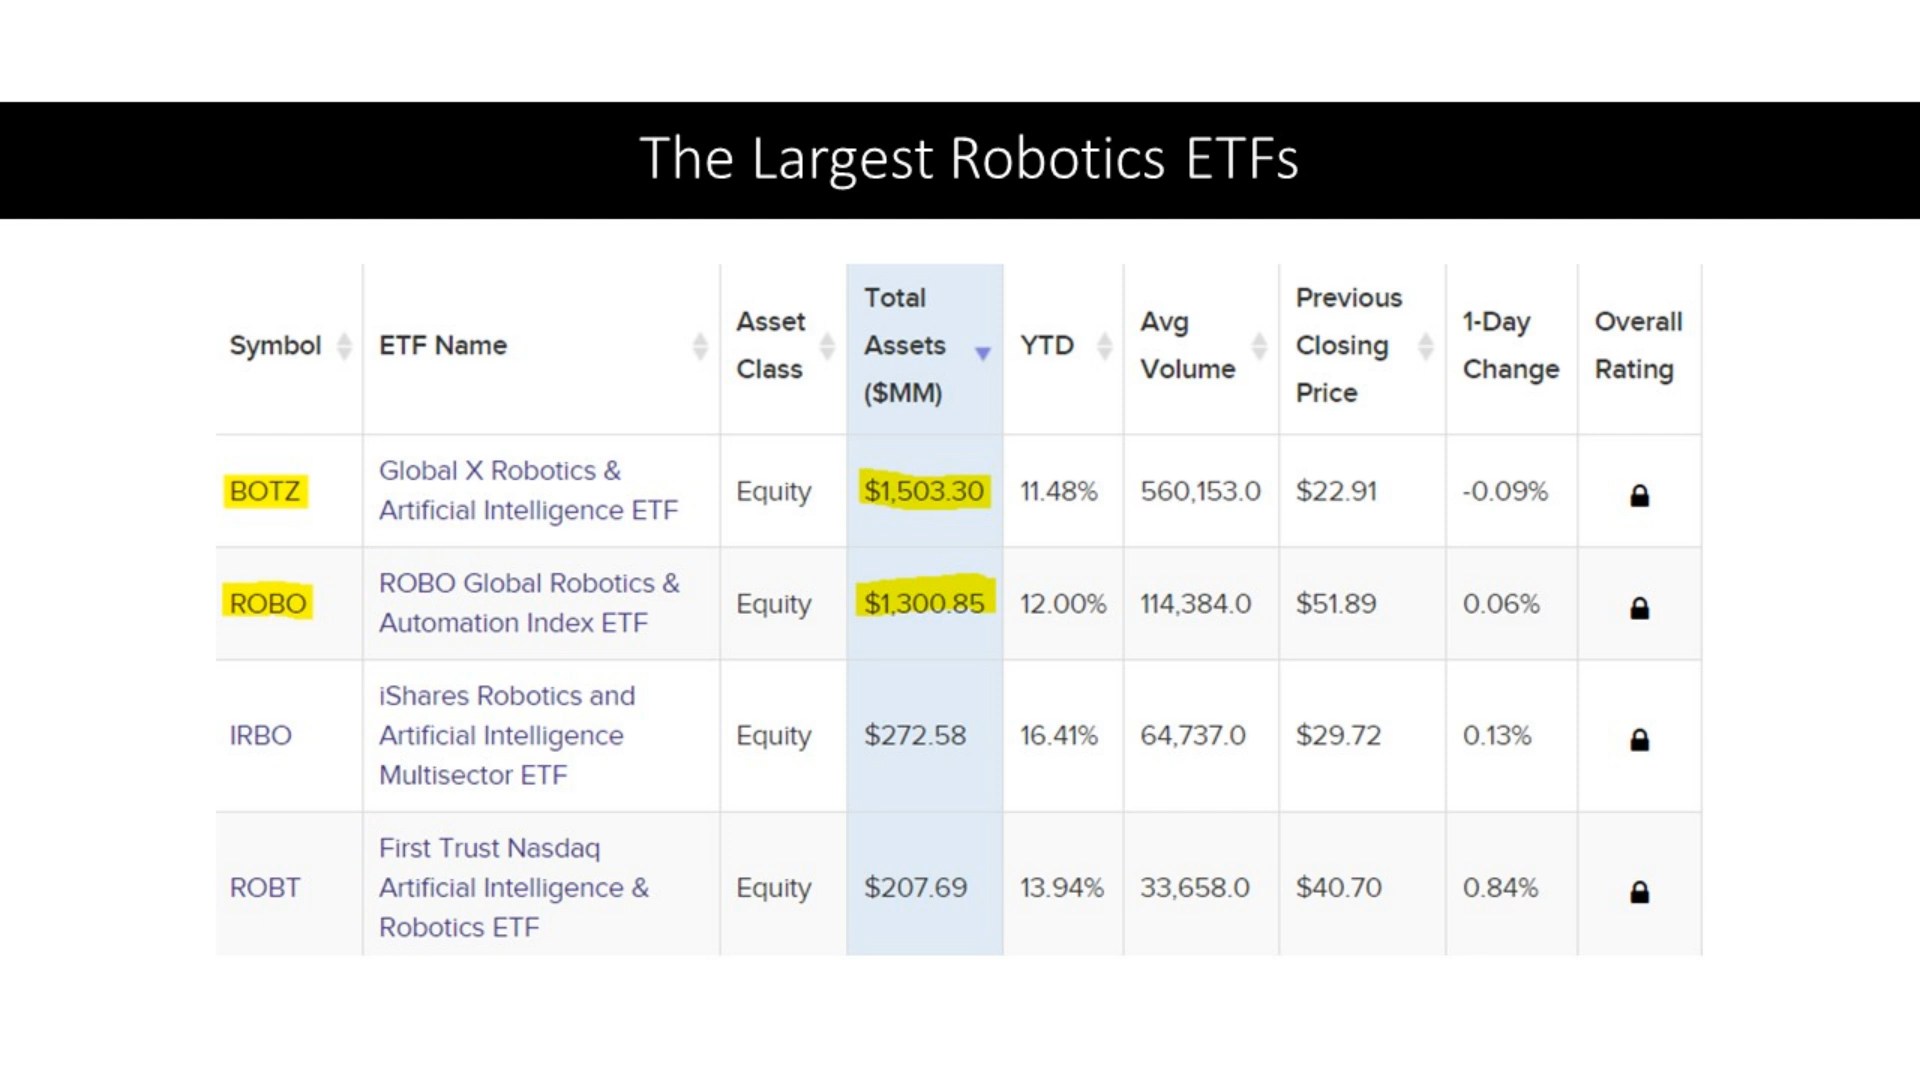 The Largest Robotics ETFs
Symbol
ETF Name
Asset
Class
Total
Assets
($MM)
YTD
Avg
Volume
Previous
Closing
Price
1-Day
Change
Overall
Rating
BOTZ
Global X Robotics &
Artificial Intelligence ETF
Equity
$1,503.30
11.48%
560,153.0
$22.91
-0.09%
ROBO
ROBO Global Robotics &
Automation Index ETF
Equity
$1,300.85
12.00%
114,384.0
$51.89
0.06%
IRBO
iShares Robotics and
Artificial Intelligence
Multisector ETF
Equity
$272.58
16.41%
64,737.0
$29.72
0.13%
ROBT
First Trust Nasdaq
Artificial Intelligence &
Robotics ETF
Equity
$207.69
13.94%
33,658.0
$40.70
0.84%